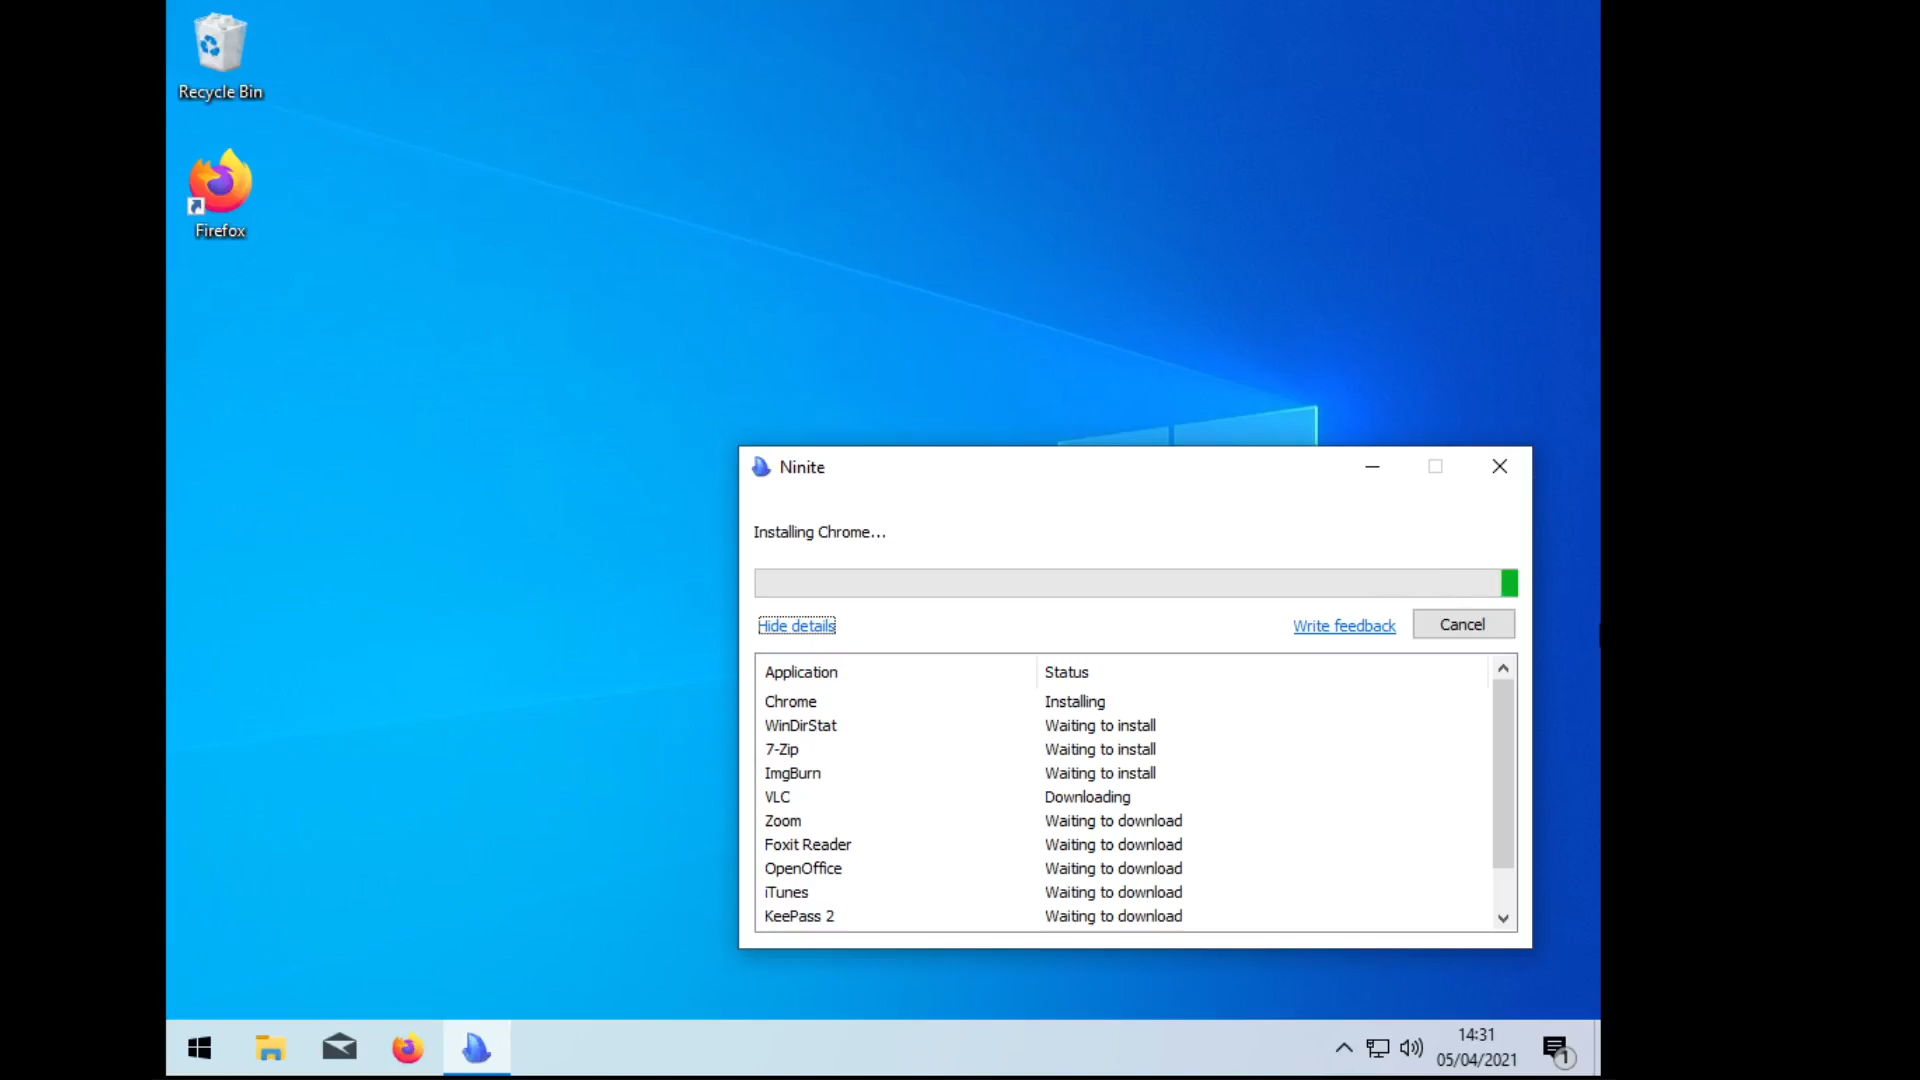 Recycle Bin
Firefox
Ninite
Installing Chrome...
Hide details
Write feedback
Cancel
Application Status
Chrome Installing
WinDirStat Waiting to install
7-Zip Waiting to install
ImgBurn Waiting to install
VLC Downloading
Zoom Waiting to download
Foxit Reader Waiting to download
OpenOffice Waiting to download
iTunes Waiting to download
KeePass 2 Waiting to download
14:31
05/04/2021
1